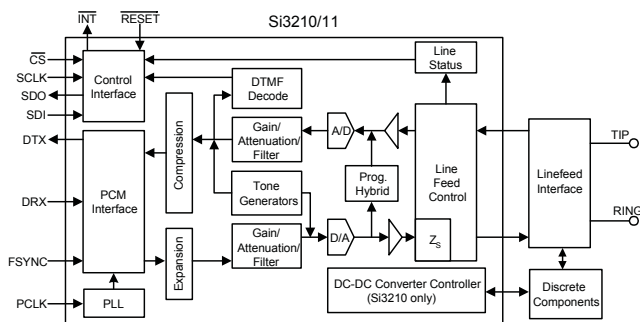 INT
RESET
Si3210/11
CS
SCLK
SDO
SDI
DTX
DRX
FSYNC
PCLK
Control
Interface
PCM
Interface
PLL
Compression
Expansion
DTMF
Decode
Gain/
Attenuation/
Filter
Tone
Generators
Gain/
Attenuation/
Filter
A/D
Prog.
Hybrid
D/A
Line
Status
Line
Feed
Control
ZS
DC-DC Converter Controller
(Si3210 only)
Linefeed
Interface
Discrete
Components
TIP
RING